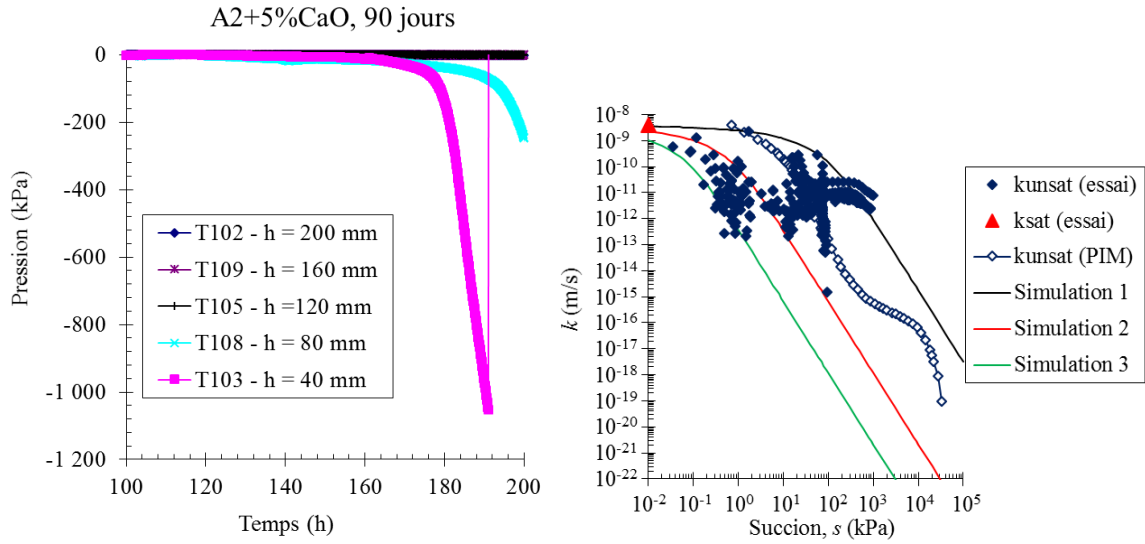 A2+5%CaO, 90 jours
0
-200
-400
-600
-800
-1 000
-1 200
Pression (kPa)
100
120
140
160
180
200
Temps (h)
T102 - h = 200 mm
T109 - h = 160 mm
T105 - h =120 mm
T108 - h = 80 mm
T103 - h = 40 mm
k (m/s)
10⁻⁸
10⁻⁹
10⁻¹⁰
10⁻¹¹
10⁻¹²
10⁻¹³
10⁻¹⁴
10⁻¹⁵
10⁻¹⁶
10⁻¹⁷
10⁻¹⁸
10⁻¹⁹
10⁻²⁰
10⁻²¹
10⁻²²
10⁻²
10⁻¹
10⁰
10¹
10²
10³
10⁴
10⁵
Succion, s (kPa)
kunsat (essai)
ksat (essai)
kunsat (PIM)
Simulation 1
Simulation 2
Simulation 3